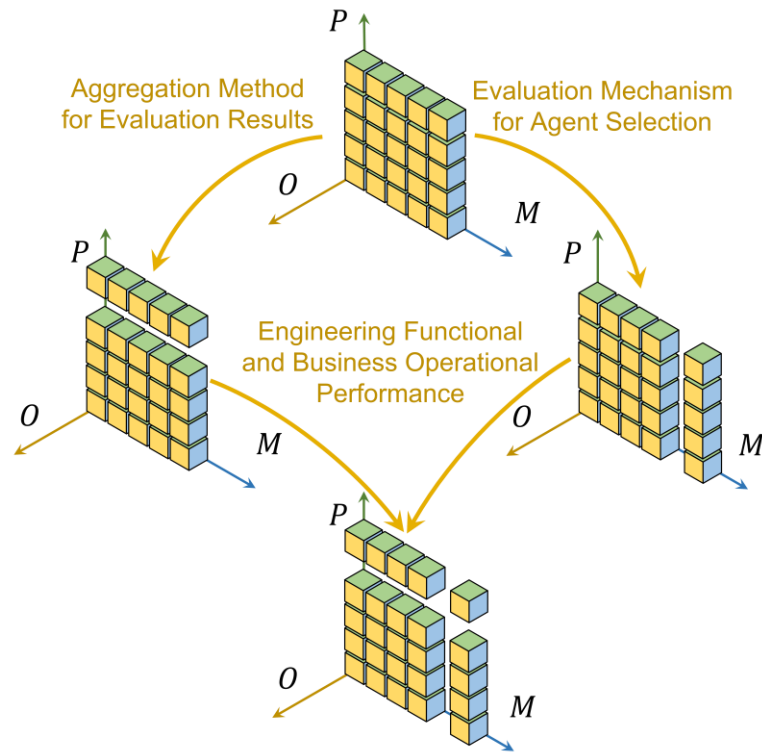 P
Aggregation Method
for Evaluation Results
Evaluation Mechanism
for Agent Selection
O
M
P
P
Engineering Functional
and Business Operational
Performance
O
M
O
M
P
O
M